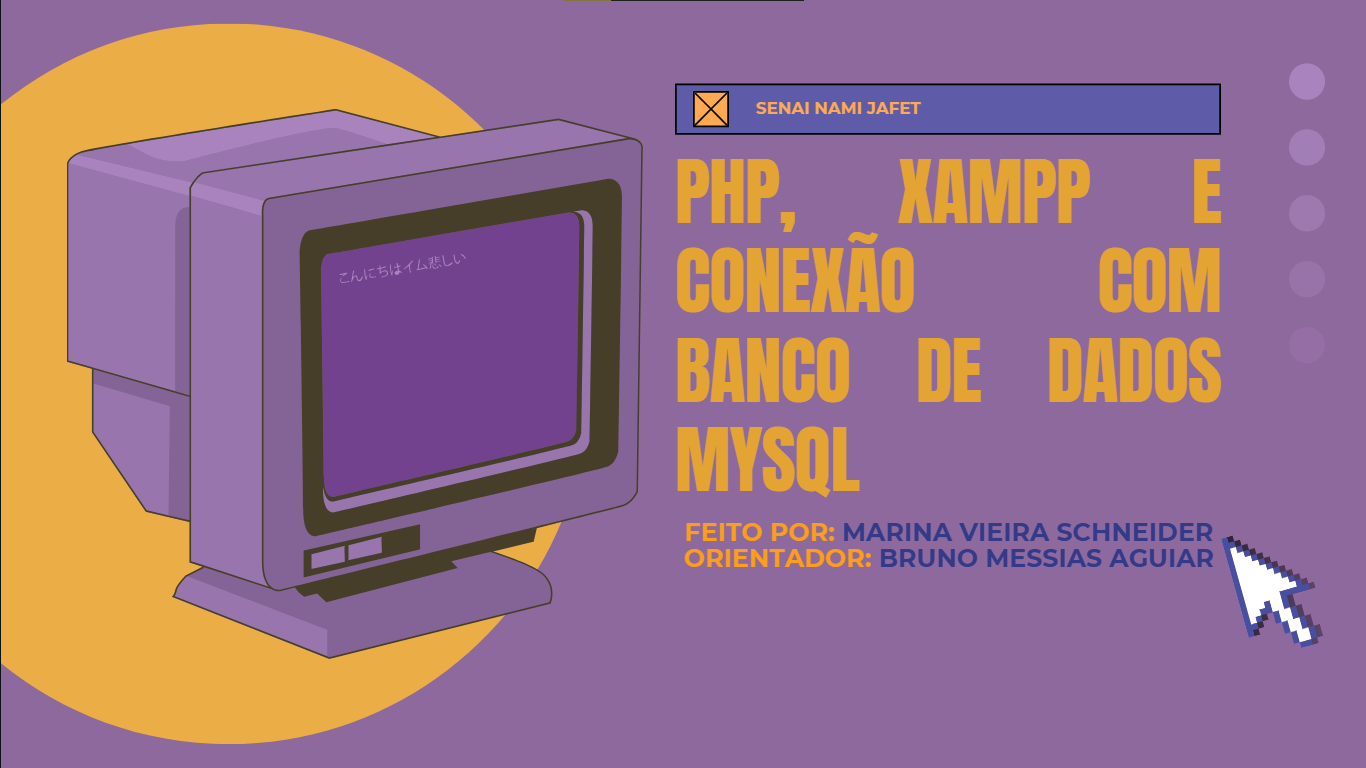 SENAI NAMI JAFET
PHP, XAMPP E
CONEXÃO COM
BANCO DE DADOS
MYSQL
FEITO POR: MARINA VIEIRA SCHNEIDER
ORIENTADOR: BRUNO MESSIAS AGUIAR
こんにちはイム悲しい